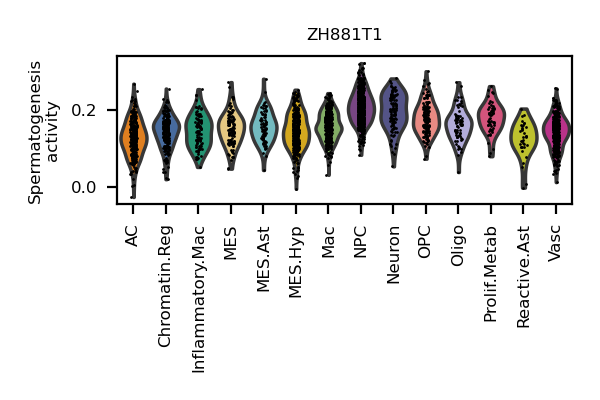 ZH881T1
Spermatogenesis
activity
0.2
0.0
AC
Chromatin.Reg
Inflammatory.Mac
MES
MES.Ast
MES.Hyp
Mac
NPC
Neuron
OPC
Oligo
Prolif.Metab
Reactive.Ast
Vasc